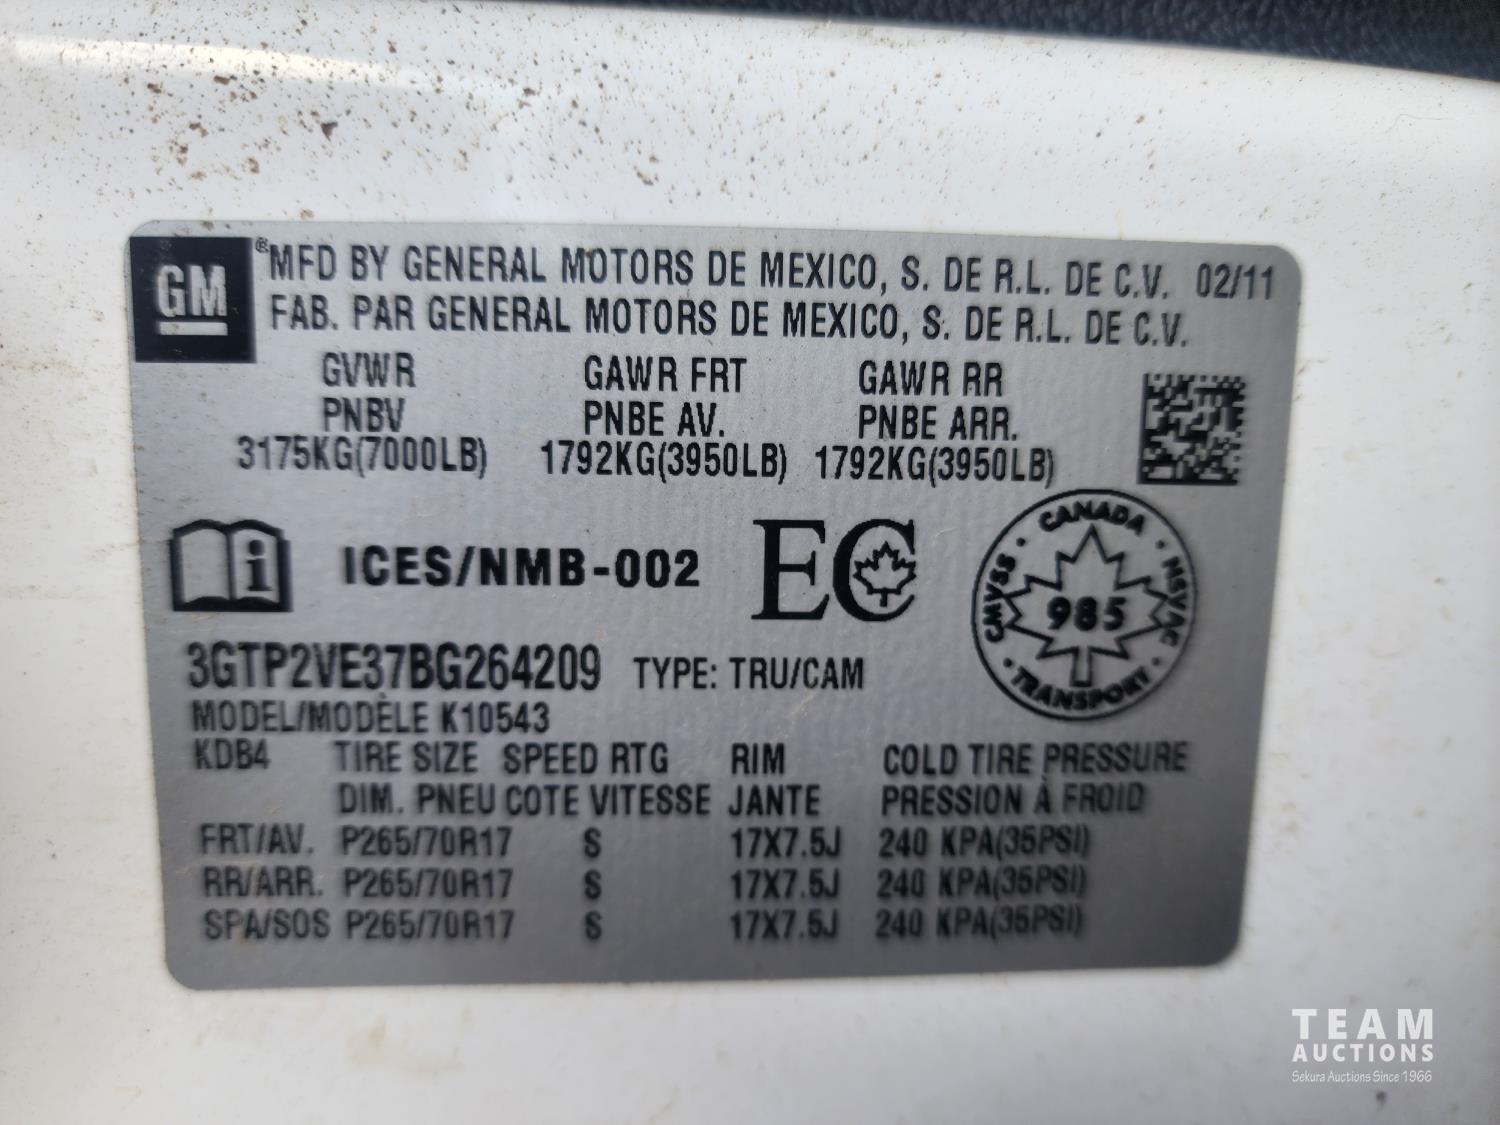 GM ® MFD BY GENERAL MOTORS DE MEXICO, S. DE R.L. DE C.V. 02/11
FAB. PAR GENERAL MOTORS DE MEXICO, S. DE R.L. DE C.V.
GVWR GAWR FRT GAWR RR
PNBV PNBE AV. PNBE ARR.
3175KG(7000LB) 1792KG(3950LB) 1792KG(3950LB)
i ICES/NMB-002 EC
CANADA · NSVAC · TRANSPORT · CMVSS ·
985
3GTP2VE37BG264209 TYPE: TRU/CAM
MODEL/MODÈLE K10543
KDB4 TIRE SIZE SPEED RTG RIM COLD TIRE PRESSURE
DIM. PNEU COTE VITESSE JANTE PRESSION À FROID
FRT/AV. P265/70R17 S 17X7.5J 240 KPA(35PSI)
RR/ARR. P265/70R17 S 17X7.5J 240 KPA(35PSI)
SPA/SOS P265/70R17 S 17X7.5J 240 KPA(35PSI)
TEAM
AUCTIONS
Sekura Auctions Since 1966